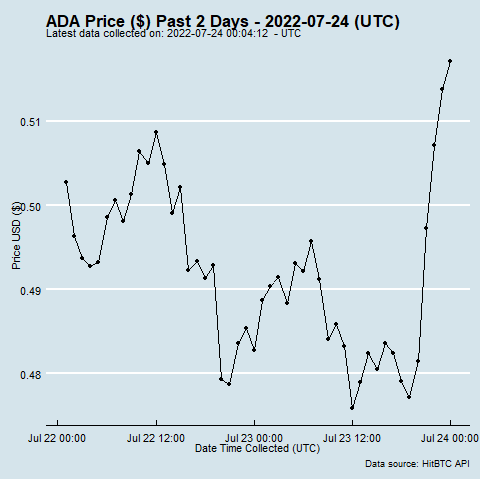 ADA Price ($) Past 2 Days - 2022-07-24 (UTC)
Latest data collected on: 2022-07-24 00:04:12  - UTC
Price USD ($)
0.51
0.50
0.49
0.48
Jul 22 00:00 Jul 22 12:00 Jul 23 00:00 Jul 23 12:00 Jul 24 00:00
Date Time Collected (UTC)
Data source: HitBTC API